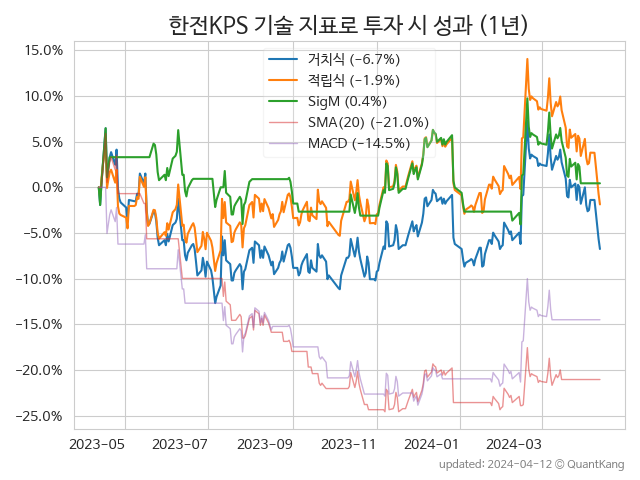 한전KPS 기술 지표로 투자 시 성과 (1년)
거치식 (−6.7%)
적립식 (−1.9%)
SigM (0.4%)
SMA(20) (−21.0%)
MACD (−14.5%)
15.0%
10.0%
5.0%
0.0%
−5.0%
−10.0%
−15.0%
−20.0%
−25.0%
2023−05 2023−07 2023−09 2023−11 2024−01 2024−03
updated: 2024−04−12 © QuantKang